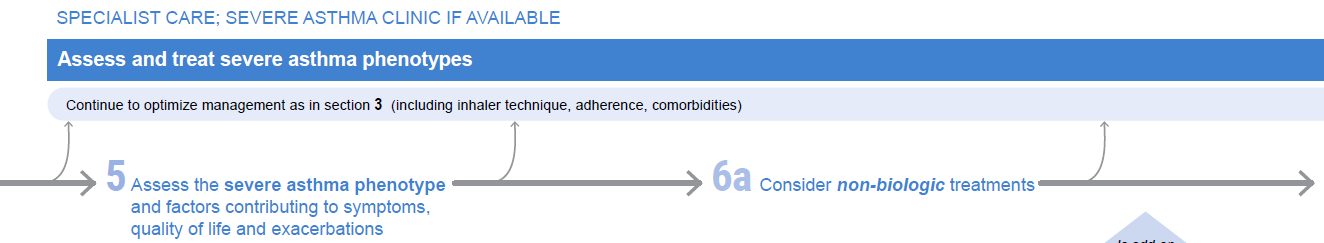 SPECIALIST CARE; SEVERE ASTHMA CLINIC IF AVAILABLE
Assess and treat severe asthma phenotypes
Continue to optimize management as in section 3 (including inhaler technique, adherence, comorbidities)
5 Assess the severe asthma phenotype
and factors contributing to symptoms,
quality of life and exacerbations
6a Consider non-biologic treatments